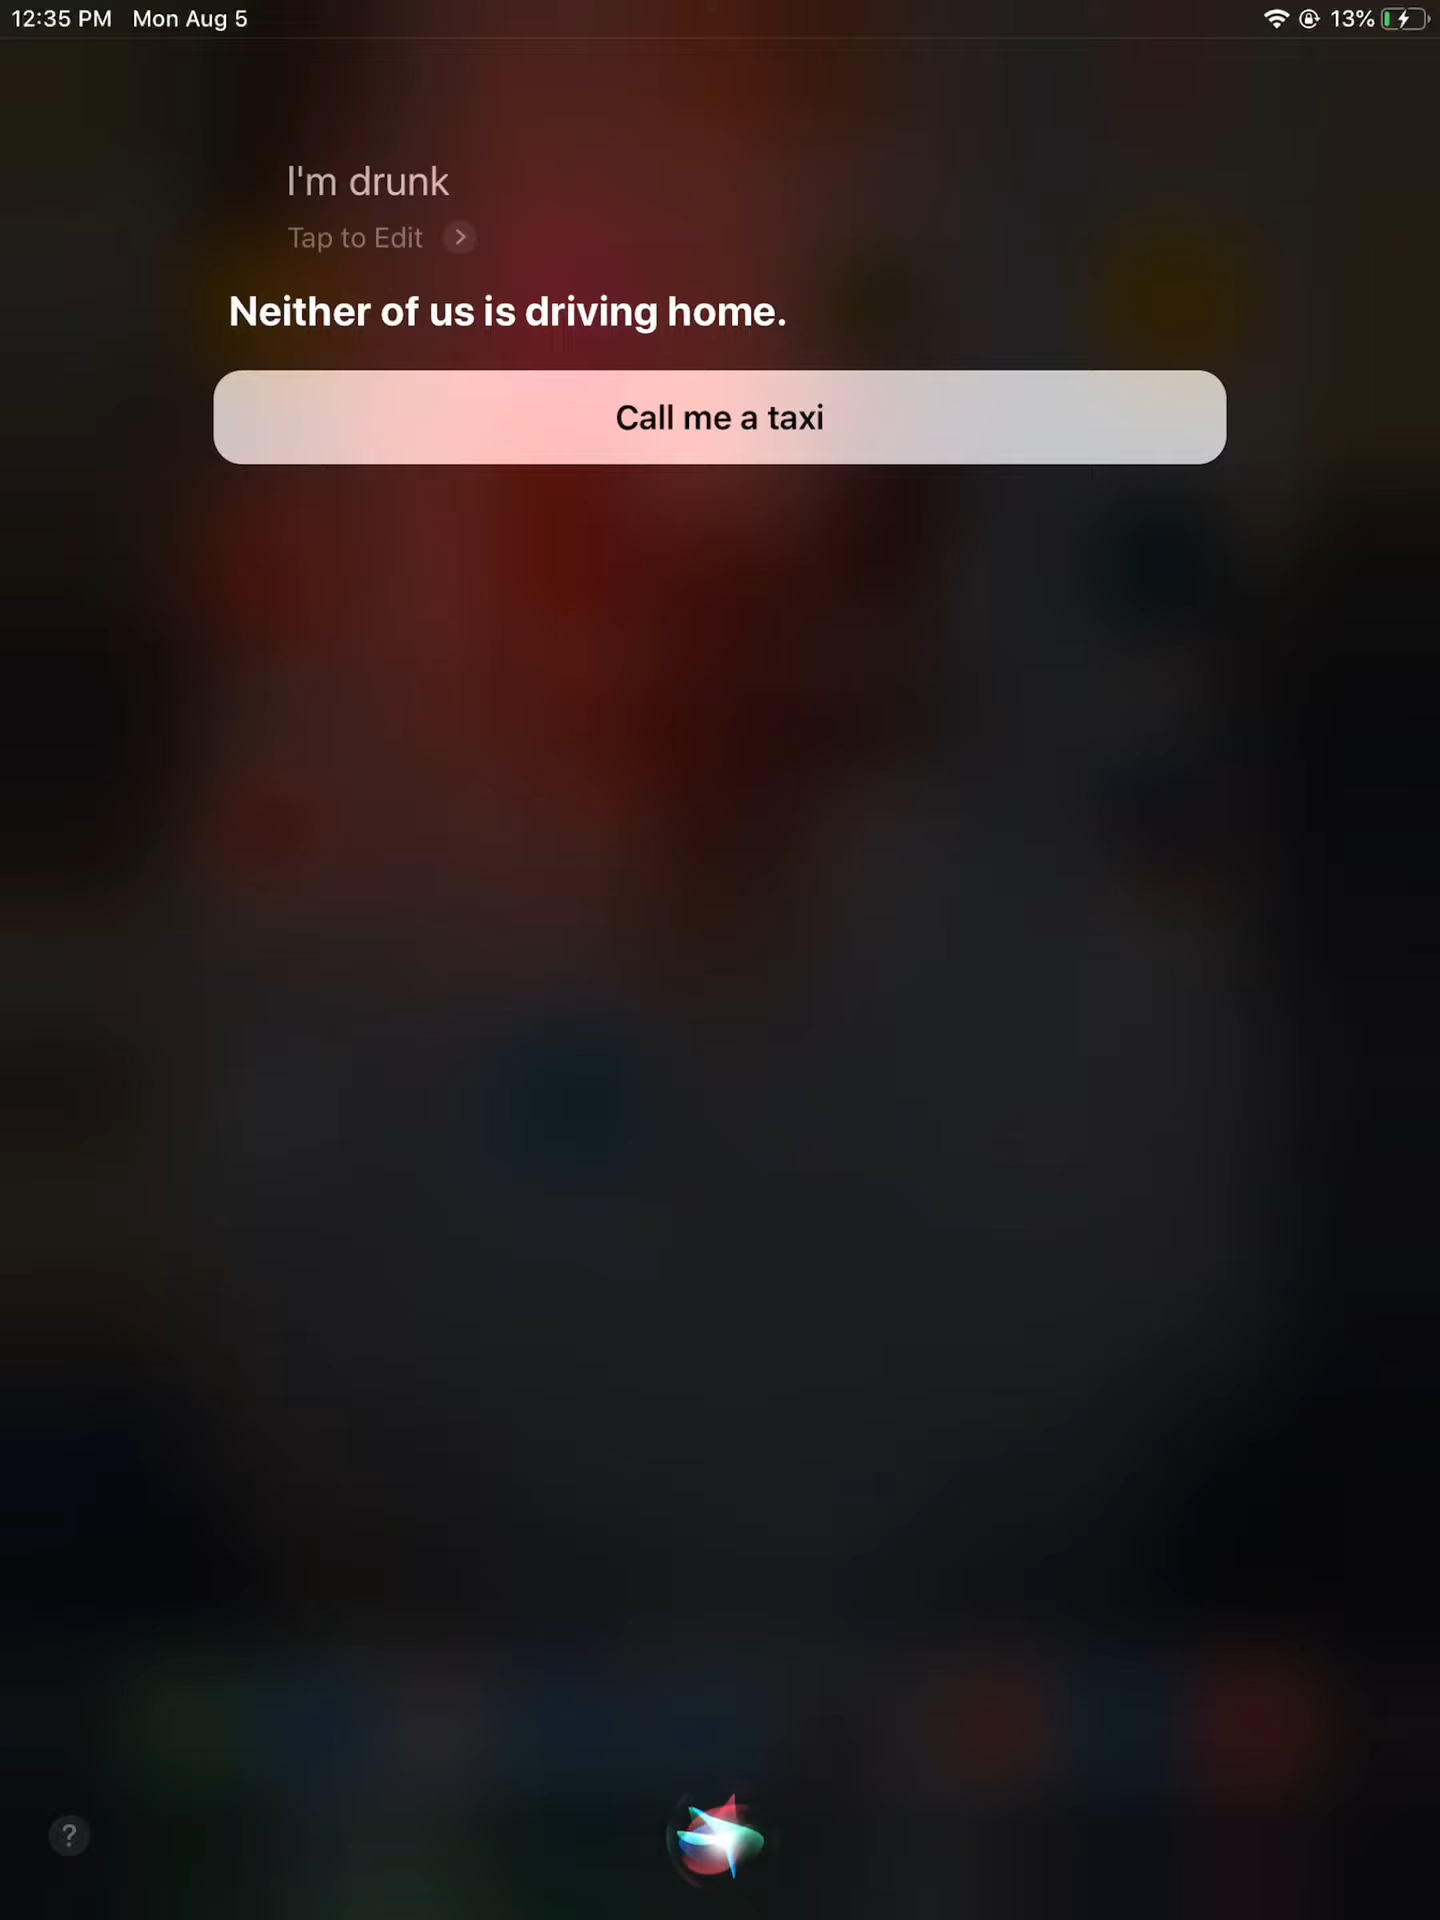 12:35 PM Mon Aug 5 13%
I'm drunk
Tap to Edit
Neither of us is driving home.
Call me a taxi
?